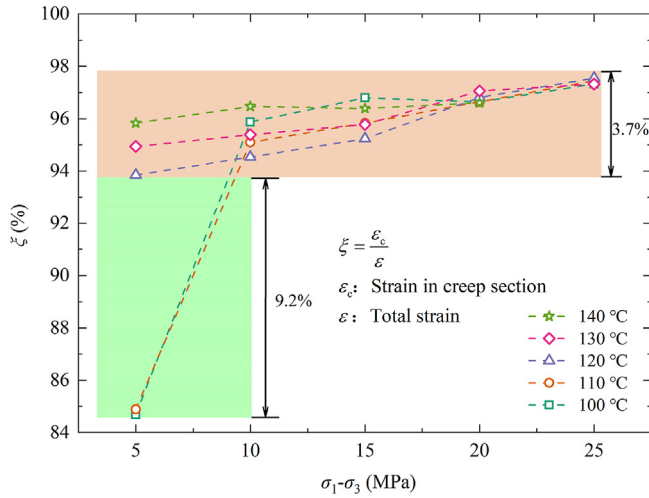 100
98
96
94
92
90
88
86
84
ξ (%)
3.7%
9.2%
ξ = εc/ε
εc: Strain in creep section
ε: Total strain
140 ℃
130 ℃
120 ℃
110 ℃
100 ℃
5 10 15 20 25
σ1-σ3 (MPa)